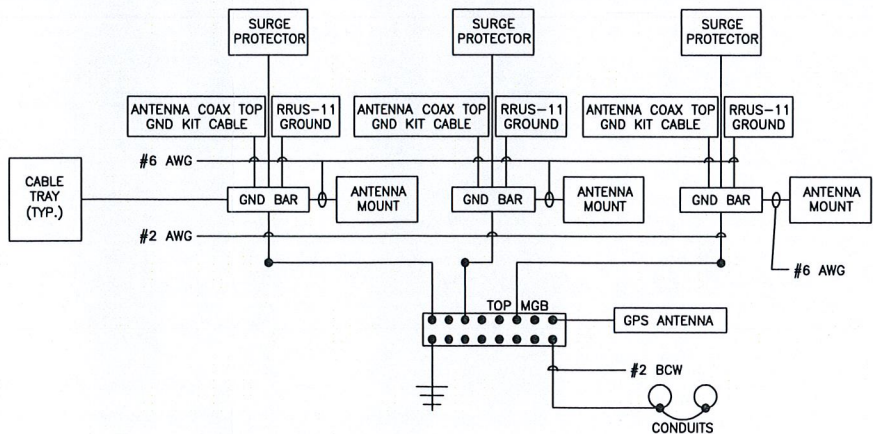 SURGE
PROTECTOR
SURGE
PROTECTOR
SURGE
PROTECTOR
ANTENNA COAX TOP
GND KIT CABLE
RRUS-11
GROUND
ANTENNA COAX TOP
GND KIT CABLE
RRUS-11
GROUND
ANTENNA COAX TOP
GND KIT CABLE
RRUS-11
GROUND
#6 AWG
CABLE
TRAY
(TYP.)
GND BAR
ANTENNA
MOUNT
GND BAR
ANTENNA
MOUNT
GND BAR
ANTENNA
MOUNT
#2 AWG
#6 AWG
TOP MGB
GPS ANTENNA
#2 BCW
CONDUITS